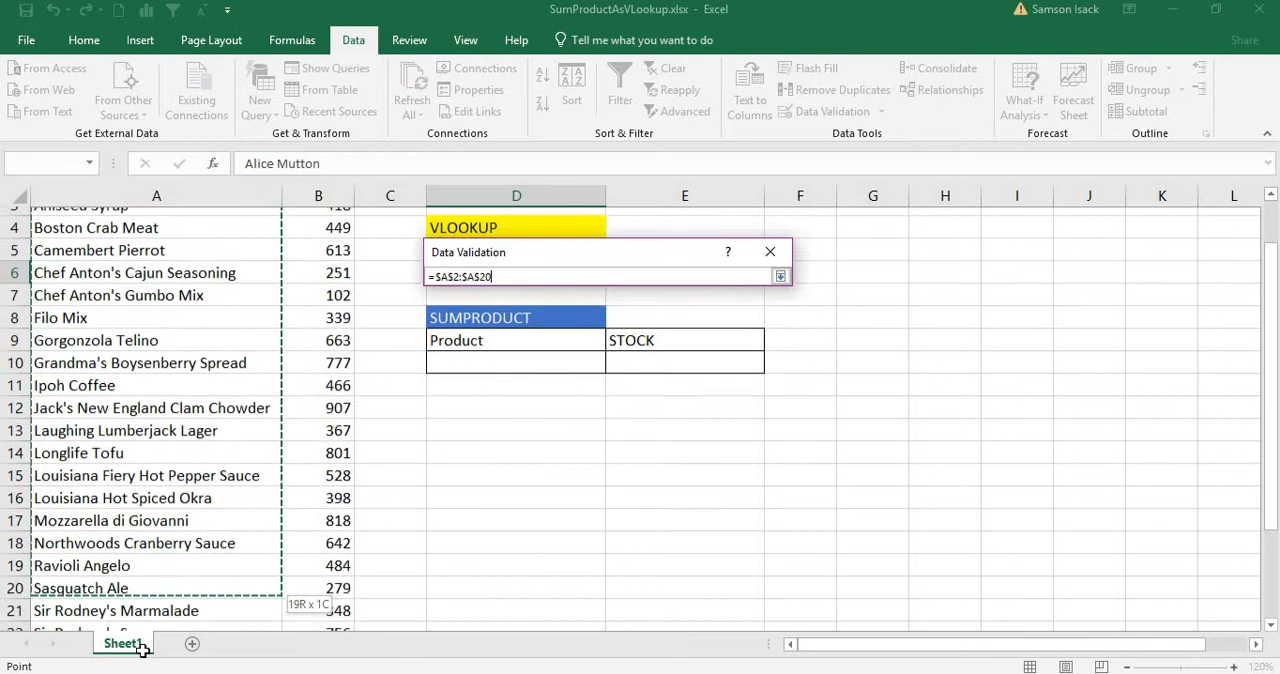 SumProductAsVLookup.xlsx - Excel
Samson Isack
File Home Insert Page Layout Formulas Data Review View Help Tell me what you want to do Share
From Access
From Web
From Text
From Other Sources
Existing Connections
Get External Data
New Query
Show Queries
From Table
Recent Sources
Get & Transform
Refresh All
Connections
Properties
Edit Links
Connections
Sort
Filter
Clear
Reapply
Advanced
Sort & Filter
Text to Columns
Flash Fill
Remove Duplicates
Data Validation
Consolidate
Relationships
Data Tools
What-If Analysis
Forecast Sheet
Forecast
Group
Ungroup
Subtotal
Outline
fx Alice Mutton
A B C D E F G H I J K L
3 Aniseed Syrup 418
4 Boston Crab Meat 449 VLOOKUP
5 Camembert Pierrot 613
6 Chef Anton's Cajun Seasoning 251
7 Chef Anton's Gumbo Mix 102
8 Filo Mix 339 SUMPRODUCT
9 Gorgonzola Telino 663 Product STOCK
10 Grandma's Boysenberry Spread 777
11 Ipoh Coffee 466
12 Jack's New England Clam Chowder 907
13 Laughing Lumberjack Lager 367
14 Longlife Tofu 801
15 Louisiana Fiery Hot Pepper Sauce 528
16 Louisiana Hot Spiced Okra 398
17 Mozzarella di Giovanni 818
18 Northwoods Cranberry Sauce 642
19 Ravioli Angelo 484
20 Sasquatch Ale 279
21 Sir Rodney's Marmalade
Data Validation ?
=$A$2:$A$20
19R x 1C
Sheet1
Point
120%